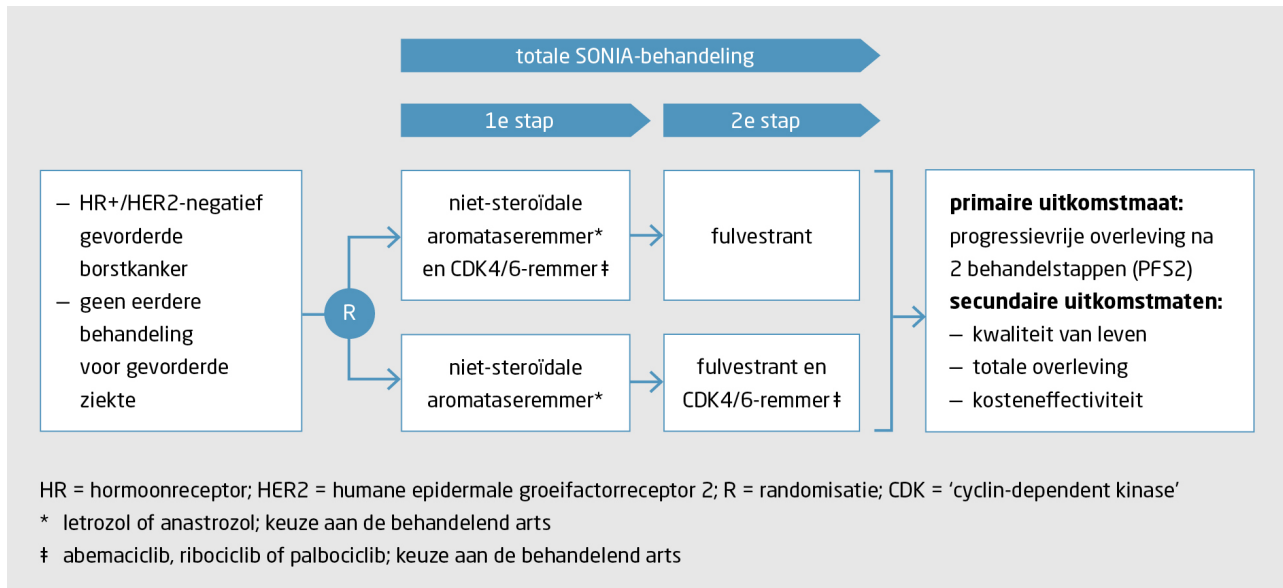 totale SONIA-behandeling
1e stap
2e stap
– HR+/HER2-negatief
gevorderde
borstkanker
– geen eerdere
behandeling
voor gevorderde
ziekte
R
niet-steroïdale
aromataseremmer*
en CDK4/6-remmer‡
fulvestrant
niet-steroïdale
aromataseremmer*
fulvestrant en
CDK4/6-remmer‡
primaire uitkomstmaat:
progressievrije overleving na
2 behandelstappen (PFS2)
secundaire uitkomstmaten:
– kwaliteit van leven
– totale overleving
– kosteneffectiviteit
HR = hormoonreceptor; HER2 = humane epidermale groeifactorreceptor 2; R = randomisatie; CDK = ‘cyclin-dependent kinase’
* letrozol of anastrozol; keuze aan de behandelend arts
‡ abemaciclib, ribociclib of palbociclib; keuze aan de behandelend arts